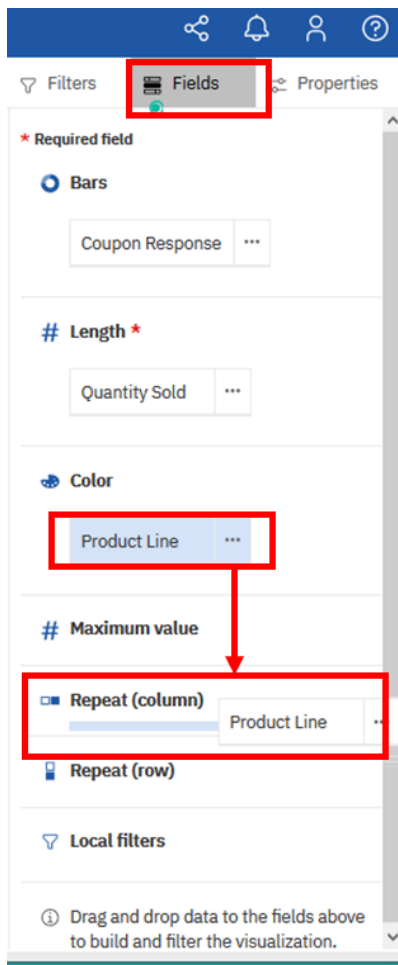 Filters Fields Properties
* Required field
Bars
Coupon Response ...
# Length *
Quantity Sold ...
Color
Product Line ...
# Maximum value
Repeat (column)
Product Line ...
Repeat (row)
Local filters
Drag and drop data to the fields above
to build and filter the visualization.